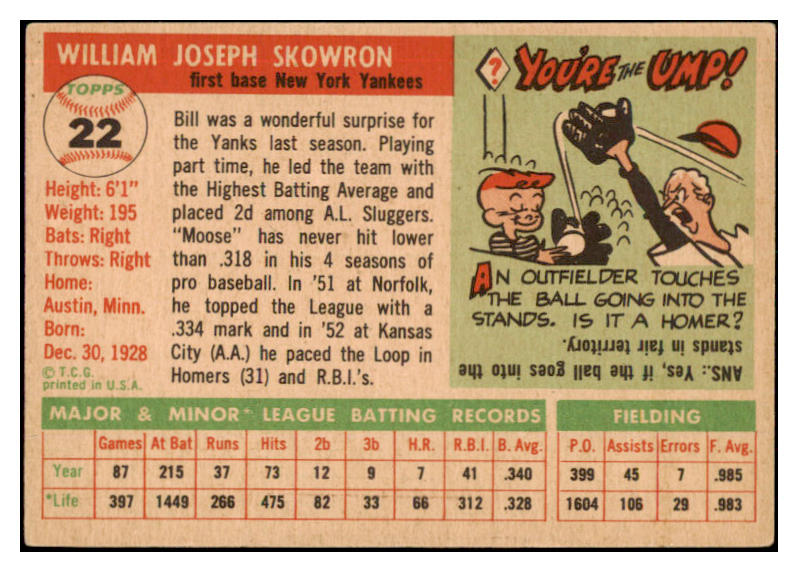 WILLIAM JOSEPH SKOWRON
first base New York Yankees
TOPPS
22
Height: 6'1"
Weight: 195
Bats: Right
Throws: Right
Home:
Austin, Minn.
Born:
Dec. 30, 1928
© T.C.G.
printed in U.S.A.
Bill was a wonderful surprise for
the Yanks last season. Playing
part time, he led the team with
the Highest Batting Average and
placed 2d among A.L. Sluggers.
"Moose" has never hit lower
than .318 in his 4 seasons of
pro baseball. In '51 at Norfolk,
he topped the League with a
.334 mark and in '52 at Kansas
City (A.A.) he paced the Loop in
Homers (31) and R.B.I.'s.
? YOU'RE THE UMP!
AN OUTFIELDER TOUCHES
THE BALL GOING INTO THE
STANDS. IS IT A HOMER?
ANS.: Yes, if the ball goes into the
stands in fair territory.
MAJOR & MINOR* LEAGUE BATTING RECORDS FIELDING
Games At Bat Runs Hits 2b 3b H.R. R.B.I. B. Avg. P.O. Assists Errors F. Avg.
Year 87 215 37 73 12 9 7 41 .340 399 45 7 .985
*Life 397 1449 266 475 82 33 66 312 .328 1604 106 29 .983